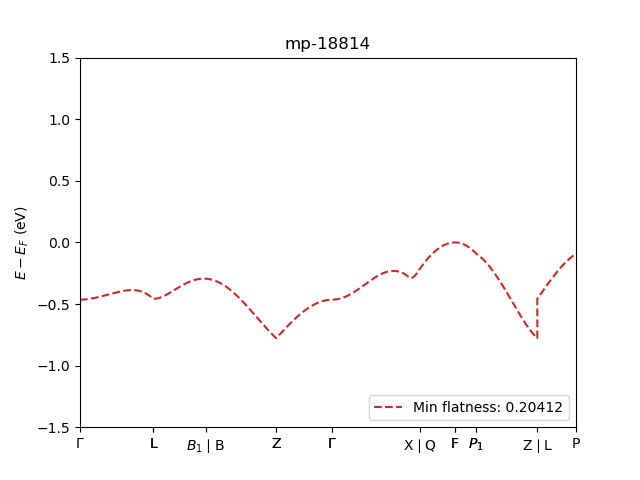 mp-18814
E − E_F (eV)
1.5
1.0
0.5
0.0
−0.5
−1.0
−1.5
Min flatness: 0.20412
Γ L B₁ | B Z Γ X | Q F P₁ Z | L P